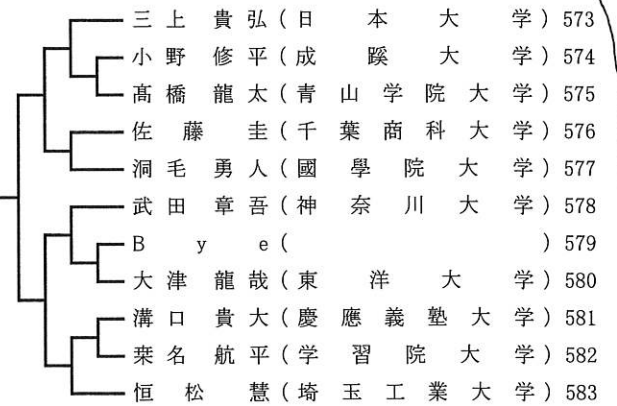 三上貴弘(日本大学)573
小野修平(成蹊大学)574
髙橋龍太(青山学院大学)575
佐藤圭(千葉商科大学)576
洞毛勇人(國學院大学)577
武田章吾(神奈川大学)578
Bye( )579
大津龍哉(東洋大学)580
溝口貴大(慶應義塾大学)581
桒名航平(学習院大学)582
恒松慧(埼玉工業大学)583